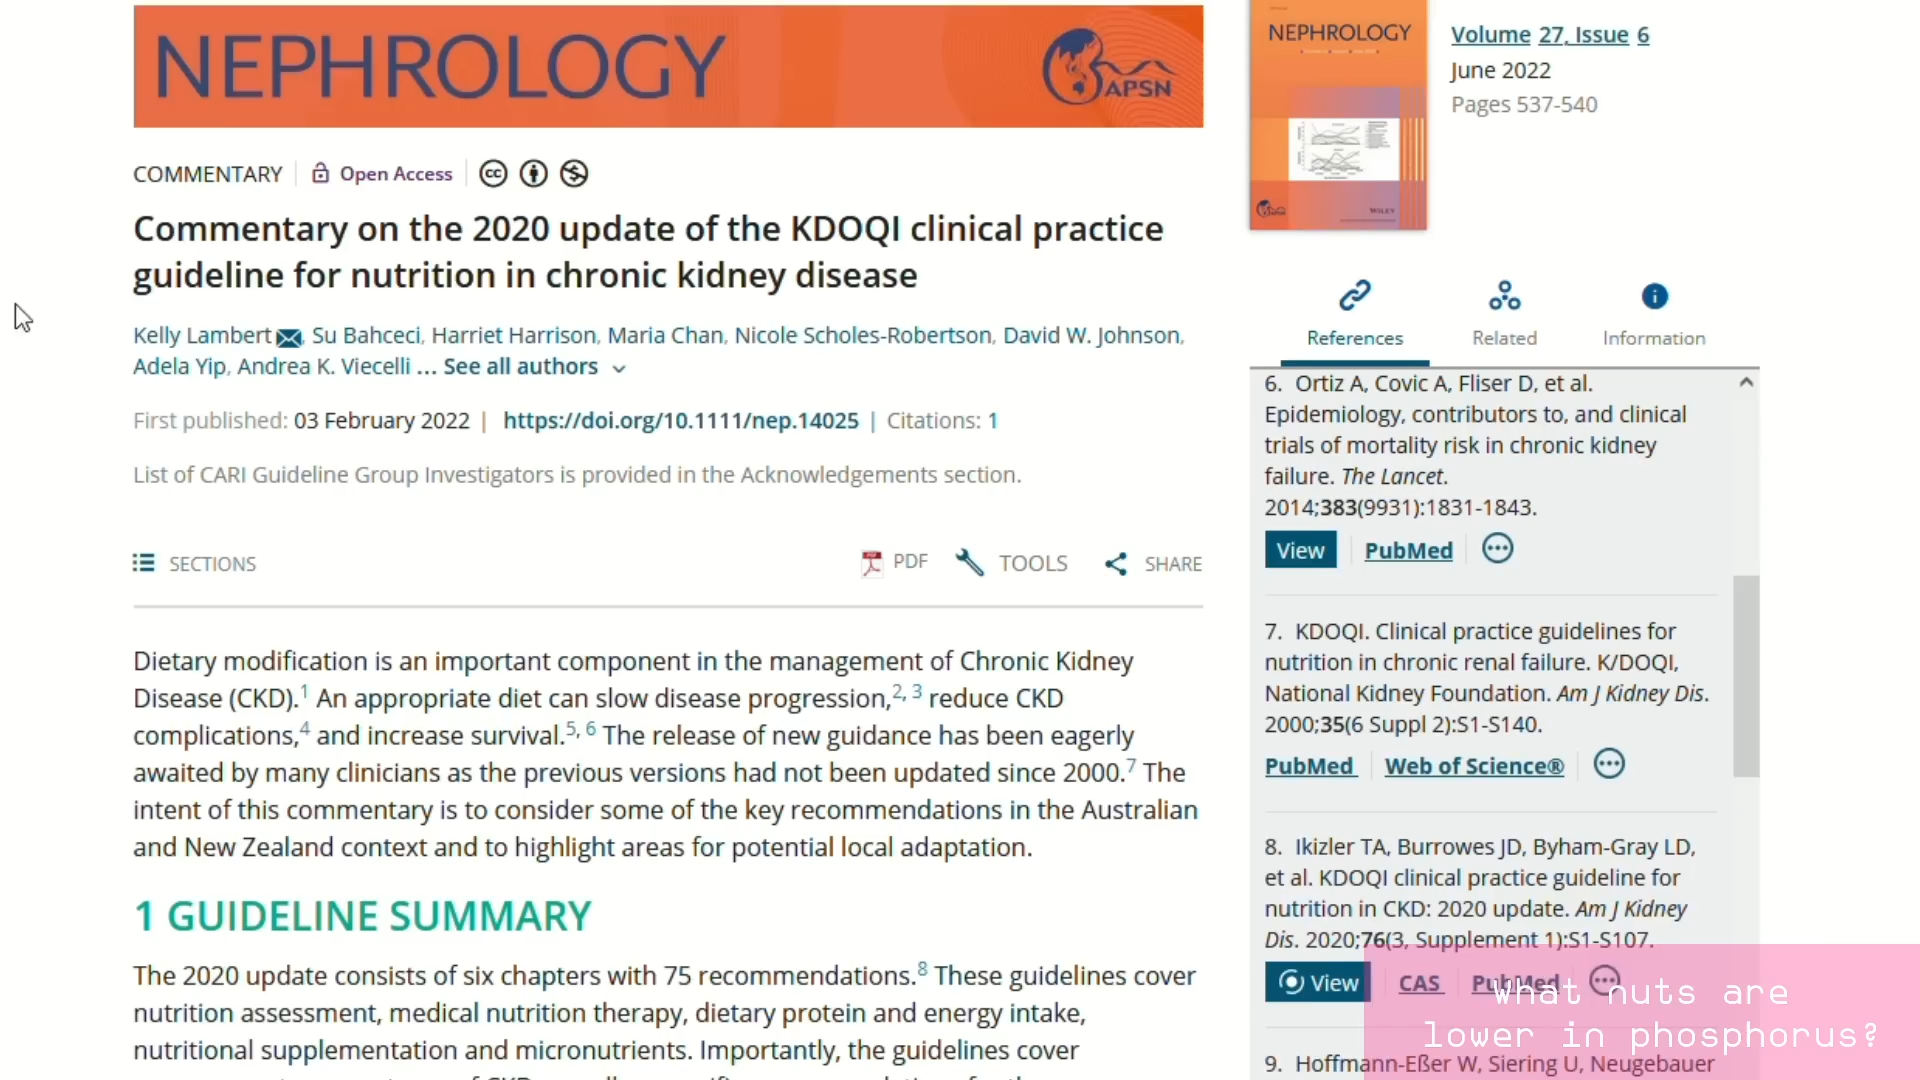 NEPHROLOGY
APSN
COMMENTARY
Open Access
cc
Commentary on the 2020 update of the KDOQI clinical practice
guideline for nutrition in chronic kidney disease
Kelly Lambert, Su Bahceci, Harriet Harrison, Maria Chan, Nicole Scholes-Robertson, David W. Johnson,
Adela Yip, Andrea K. Viecelli ... See all authors
First published: 03 February 2022 | https://doi.org/10.1111/nep.14025 | Citations: 1
List of CARI Guideline Group Investigators is provided in the Acknowledgements section.
SECTIONS
PDF
TOOLS
SHARE
Dietary modification is an important component in the management of Chronic Kidney
Disease (CKD).1 An appropriate diet can slow disease progression,2, 3 reduce CKD
complications,4 and increase survival.5, 6 The release of new guidance has been eagerly
awaited by many clinicians as the previous versions had not been updated since 2000.7 The
intent of this commentary is to consider some of the key recommendations in the Australian
and New Zealand context and to highlight areas for potential local adaptation.
1 GUIDELINE SUMMARY
The 2020 update consists of six chapters with 75 recommendations.8 These guidelines cover
nutrition assessment, medical nutrition therapy, dietary protein and energy intake,
nutritional supplementation and micronutrients. Importantly, the guidelines cover
NEPHROLOGY
WILEY
Volume 27, Issue 6
June 2022
Pages 537-540
References
Related
Information
6. Ortiz A, Covic A, Fliser D, et al.
Epidemiology, contributors to, and clinical
trials of mortality risk in chronic kidney
failure. The Lancet.
2014;383(9931):1831-1843.
View
PubMed
7. KDOQI. Clinical practice guidelines for
nutrition in chronic renal failure. K/DOQI,
National Kidney Foundation. Am J Kidney Dis.
2000;35(6 Suppl 2):S1-S140.
PubMed
Web of Science®
8. Ikizler TA, Burrowes JD, Byham-Gray LD,
et al. KDOQI clinical practice guideline for
nutrition in CKD: 2020 update. Am J Kidney
Dis. 2020;76(3, Supplement 1):S1-S107.
View
CAS
PubMed
what nuts are
lower in phosphorus?
9. Hoffmann-Eßer W, Siering U, Neugebauer